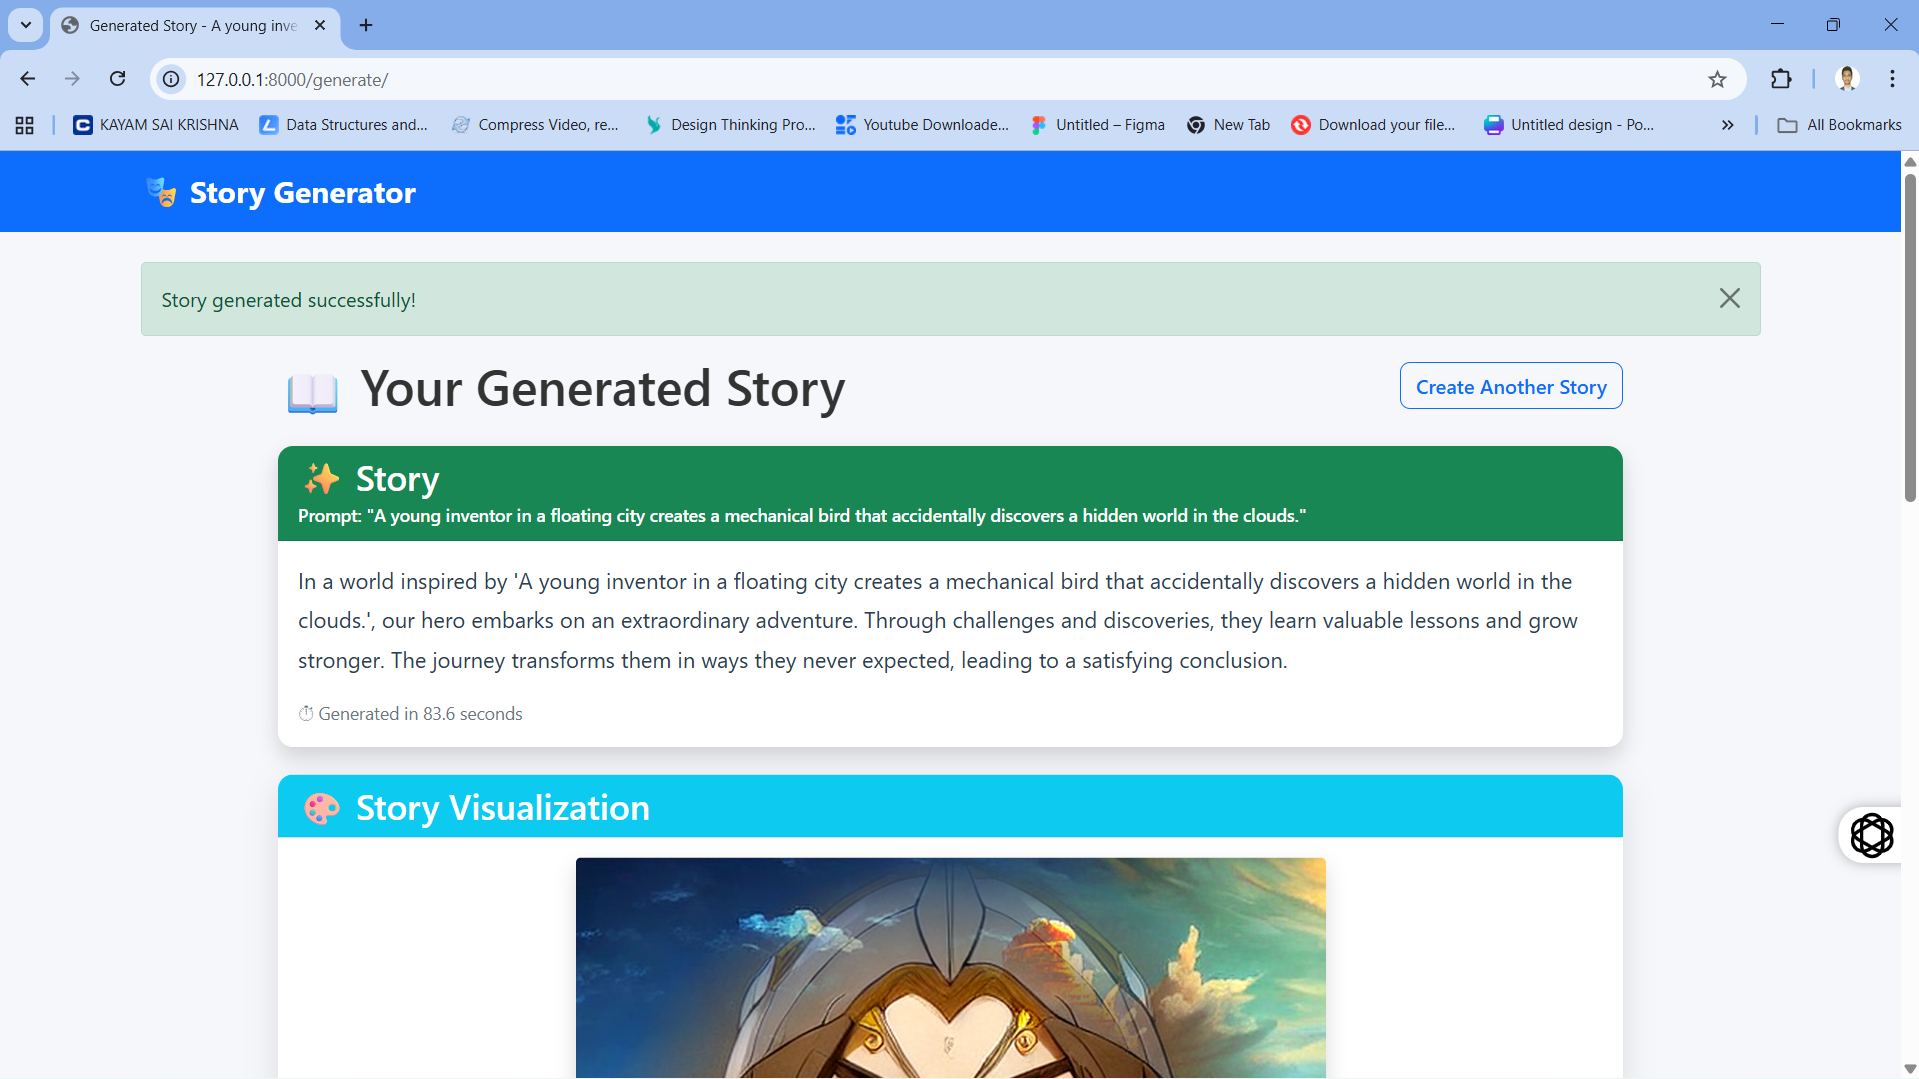 Generated Story - A young inve
127.0.0.1:8000/generate/
KAYAM SAI KRISHNA
Data Structures and...
Compress Video, re...
Design Thinking Pro...
Youtube Downloade...
Untitled – Figma
New Tab
Download your file...
Untitled design - Po...
All Bookmarks
Story Generator
Story generated successfully!
Your Generated Story
Create Another Story
Story
Prompt: "A young inventor in a floating city creates a mechanical bird that accidentally discovers a hidden world in the clouds."
In a world inspired by 'A young inventor in a floating city creates a mechanical bird that accidentally discovers a hidden world in the
clouds.', our hero embarks on an extraordinary adventure. Through challenges and discoveries, they learn valuable lessons and grow
stronger. The journey transforms them in ways they never expected, leading to a satisfying conclusion.
Generated in 83.6 seconds
Story Visualization